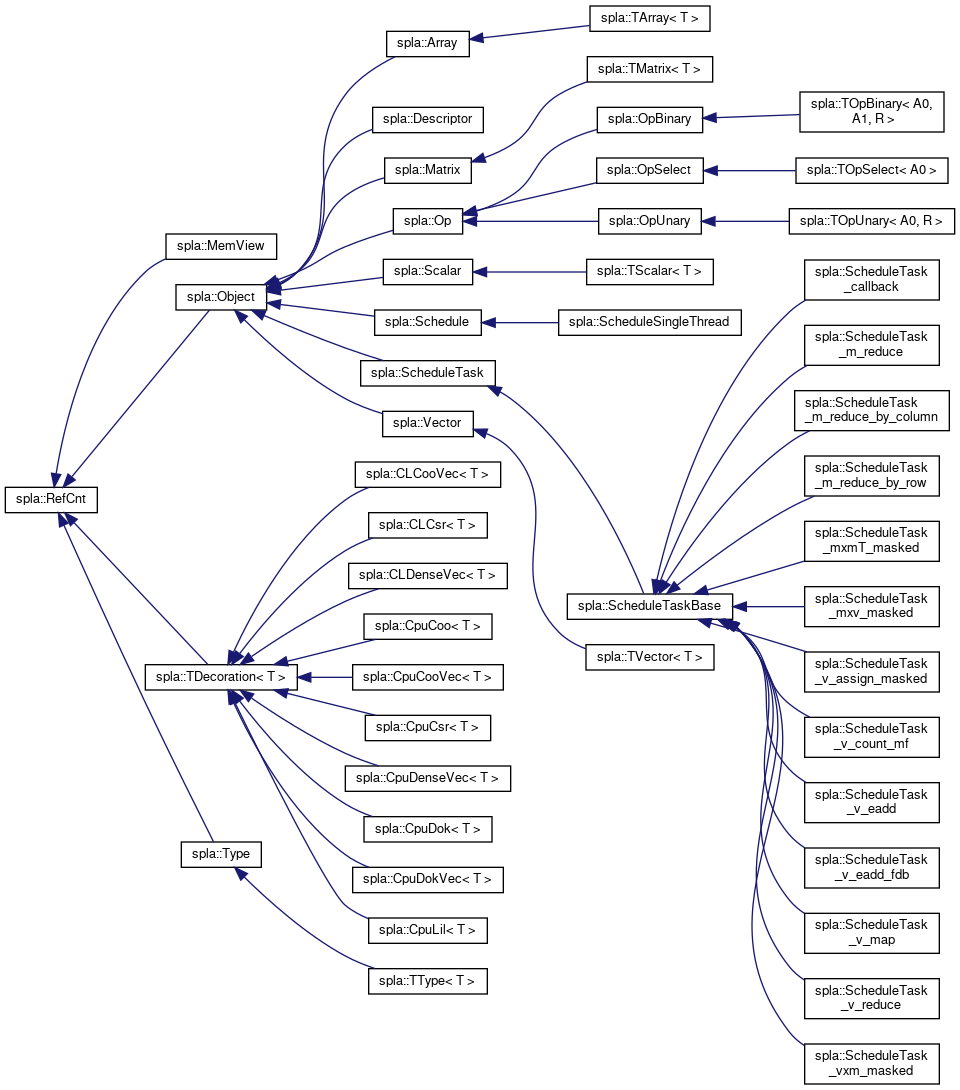 spla::RefCnt
spla::MemView
spla::Object
spla::TDecoration< T >
spla::Type
spla::Array
spla::Descriptor
spla::Matrix
spla::Op
spla::Scalar
spla::Schedule
spla::ScheduleTask
spla::Vector
spla::CLCooVec< T >
spla::CLCsr< T >
spla::CLDenseVec< T >
spla::CpuCoo< T >
spla::CpuCooVec< T >
spla::CpuCsr< T >
spla::CpuDenseVec< T >
spla::CpuDok< T >
spla::CpuDokVec< T >
spla::CpuLil< T >
spla::TType< T >
spla::TArray< T >
spla::TMatrix< T >
spla::OpBinary
spla::OpSelect
spla::OpUnary
spla::TScalar< T >
spla::ScheduleSingleThread
spla::ScheduleTaskBase
spla::TVector< T >
spla::TOpBinary< A0,
A1, R >
spla::TOpSelect< A0 >
spla::TOpUnary< A0, R >
spla::ScheduleTask
_callback
spla::ScheduleTask
_m_reduce
spla::ScheduleTask
_m_reduce_by_column
spla::ScheduleTask
_m_reduce_by_row
spla::ScheduleTask
_mxmT_masked
spla::ScheduleTask
_mxv_masked
spla::ScheduleTask
_v_assign_masked
spla::ScheduleTask
_v_count_mf
spla::ScheduleTask
_v_eadd
spla::ScheduleTask
_v_eadd_fdb
spla::ScheduleTask
_v_map
spla::ScheduleTask
_v_reduce
spla::ScheduleTask
_vxm_masked